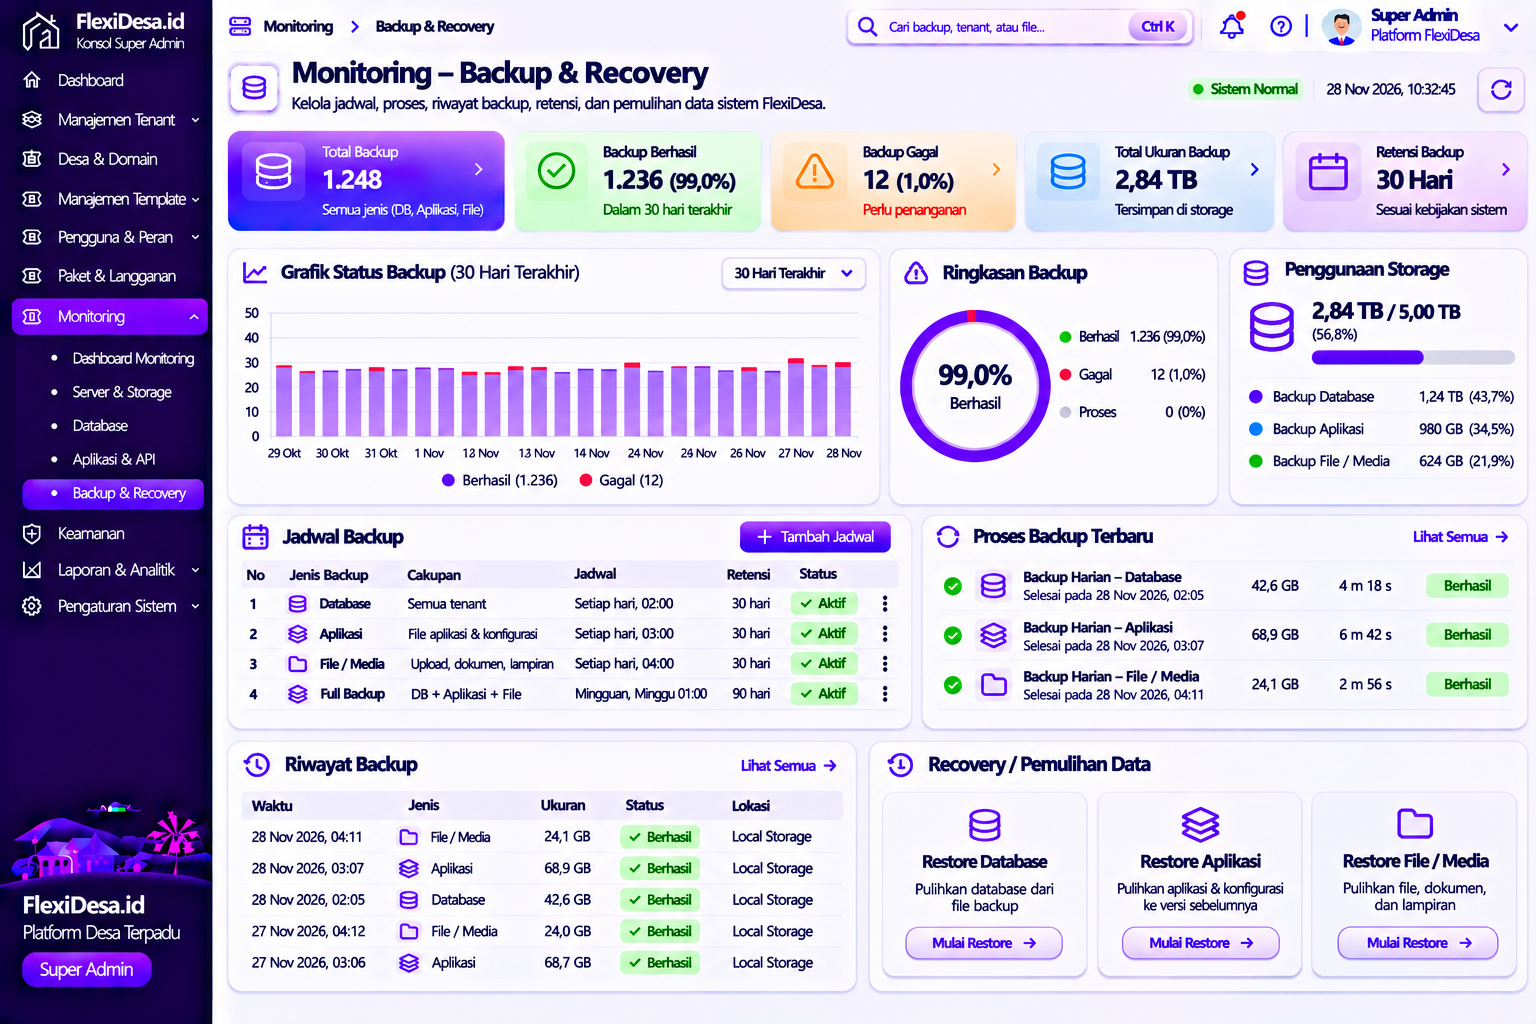 FlexiDesa.id
Konsol Super Admin
Dashboard
Manajemen Tenant
Desa & Domain
Manajemen Template
Pengguna & Peran
Paket & Langganan
Monitoring
Dashboard Monitoring
Server & Storage
Database
Aplikasi & API
Backup & Recovery
Keamanan
Laporan & Analitik
Pengaturan Sistem
FlexiDesa.id
Platform Desa Terpadu
Super Admin
Monitoring > Backup & Recovery
Cari backup, tenant, atau file... Ctrl K
Super Admin
Platform FlexiDesa
Monitoring – Backup & Recovery
Kelola jadwal, proses, riwayat backup, retensi, dan pemulihan data sistem FlexiDesa.
Sistem Normal
28 Nov 2026, 10:32:45
Total Backup
1.248
Semua jenis (DB, Aplikasi, File)
Backup Berhasil
1.236 (99,0%)
Dalam 30 hari terakhir
Backup Gagal
12 (1,0%)
Perlu penanganan
Total Ukuran Backup
2,84 TB
Tersimpan di storage
Retensi Backup
30 Hari
Sesuai kebijakan sistem
Grafik Status Backup (30 Hari Terakhir)
30 Hari Terakhir
50
40
30
20
10
0
29 Okt 30 Okt 31 Okt 1 Nov 12 Nov 13 Nov 14 Nov 24 Nov 24 Nov 26 Nov 27 Nov 28 Nov
Berhasil (1.236) Gagal (12)
Ringkasan Backup
99,0%
Berhasil
Berhasil 1.236 (99,0%)
Gagal 12 (1,0%)
Proses 0 (0%)
Penggunaan Storage
2,84 TB / 5,00 TB
(56,8%)
Backup Database 1,24 TB (43,7%)
Backup Aplikasi 980 GB (34,5%)
Backup File / Media 624 GB (21,9%)
Jadwal Backup
+ Tambah Jadwal
No Jenis Backup Cakupan Jadwal Retensi Status
1 Database Semua tenant Setiap hari, 02:00 30 hari Aktif
2 Aplikasi File aplikasi & konfigurasi Setiap hari, 03:00 30 hari Aktif
3 File / Media Upload, dokumen, lampiran Setiap hari, 04:00 30 hari Aktif
4 Full Backup DB + Aplikasi + File Mingguan, Minggu 01:00 90 hari Aktif
Proses Backup Terbaru
Lihat Semua →
Backup Harian – Database
Selesai pada 28 Nov 2026, 02:05
42,6 GB 4 m 18 s Berhasil
Backup Harian – Aplikasi
Selesai pada 28 Nov 2026, 03:07
68,9 GB 6 m 42 s Berhasil
Backup Harian – File / Media
Selesai pada 28 Nov 2026, 04:11
24,1 GB 2 m 56 s Berhasil
Riwayat Backup
Lihat Semua →
Waktu Jenis Ukuran Status Lokasi
28 Nov 2026, 04:11 File / Media 24,1 GB Berhasil Local Storage
28 Nov 2026, 03:07 Aplikasi 68,9 GB Berhasil Local Storage
28 Nov 2026, 02:05 Database 42,6 GB Berhasil Local Storage
27 Nov 2026, 04:12 File / Media 24,0 GB Berhasil Local Storage
27 Nov 2026, 03:06 Aplikasi 68,7 GB Berhasil Local Storage
Recovery / Pemulihan Data
Restore Database
Pulihkan database dari
file backup
Mulai Restore →
Restore Aplikasi
Pulihkan aplikasi & konfigurasi
ke versi sebelumnya
Mulai Restore →
Restore File / Media
Pulihkan file, dokumen,
dan lampiran
Mulai Restore →